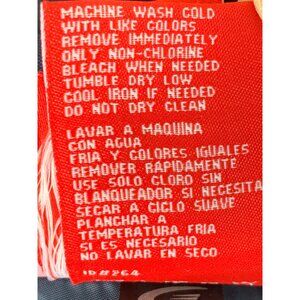 MACHINE WASH COLD
WITH LIKE COLORS
REMOVE IMMEDIATELY
ONLY NON-CHLORINE
BLEACH WHEN NEEDED
TUMBLE DRY LOW
COOL IRON IF NEEDED
DO NOT DRY CLEAN
LAVAR A MAQUINA
CON AGUA
FRIA Y COLORES IGUALES
REMOVER RAPIDAMENTE
USE SOLO CLORO SIN
BLANQUEADOR SI NECESITA
SECAR A CICLO SUAVE
PLANCHAR A
TEMPERATURA FRIA
SI ES NECESARIO
NO LAVAR EN SECO
ID#264